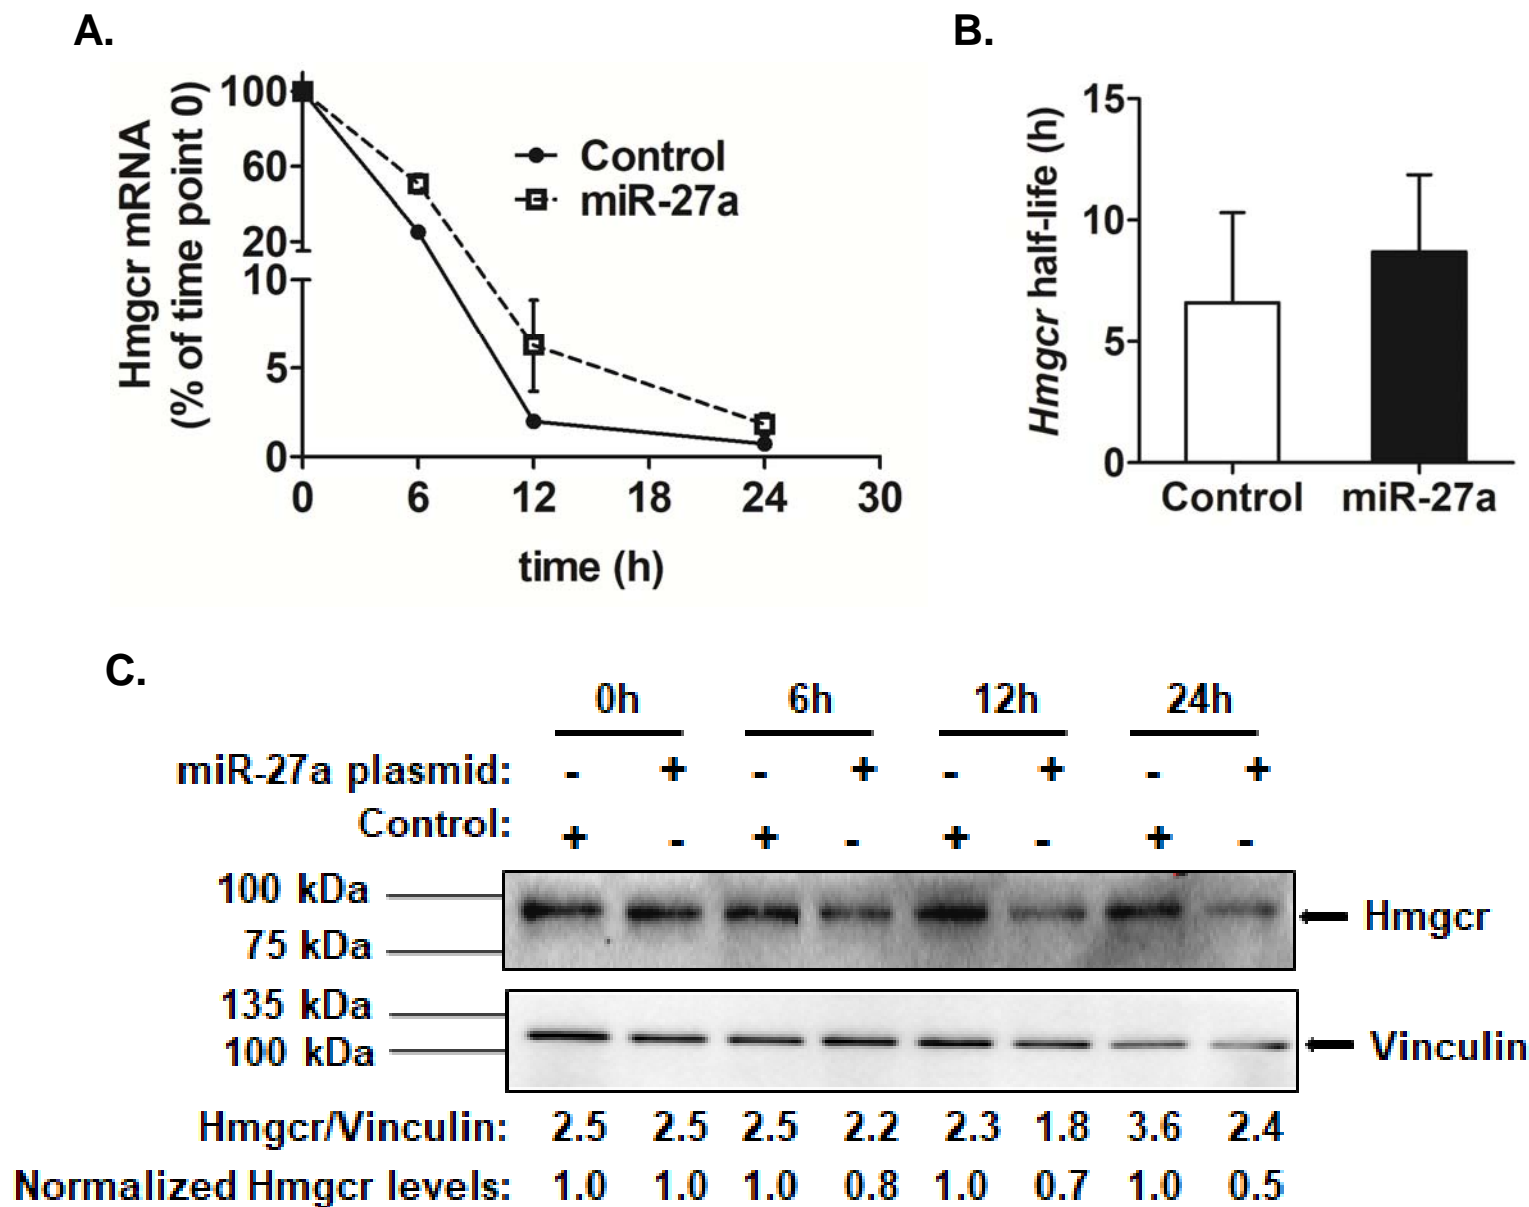 A.
Hmgcr mRNA
(% of time point 0)
100
60
20
10
5
0
Control
miR-27a
0 6 12 18 24 30
time (h)
B.
Hmgcr half-life (h)
15
10
5
0
Control miR-27a
C.
0h 6h 12h 24h
miR-27a plasmid: - + - + - + - +
Control: + - + - + - + -
100 kDa
75 kDa
Hmgcr
135 kDa
100 kDa
Vinculin
Hmgcr/Vinculin: 2.5 2.5 2.5 2.2 2.3 1.8 3.6 2.4
Normalized Hmgcr levels: 1.0 1.0 1.0 0.8 1.0 0.7 1.0 0.5